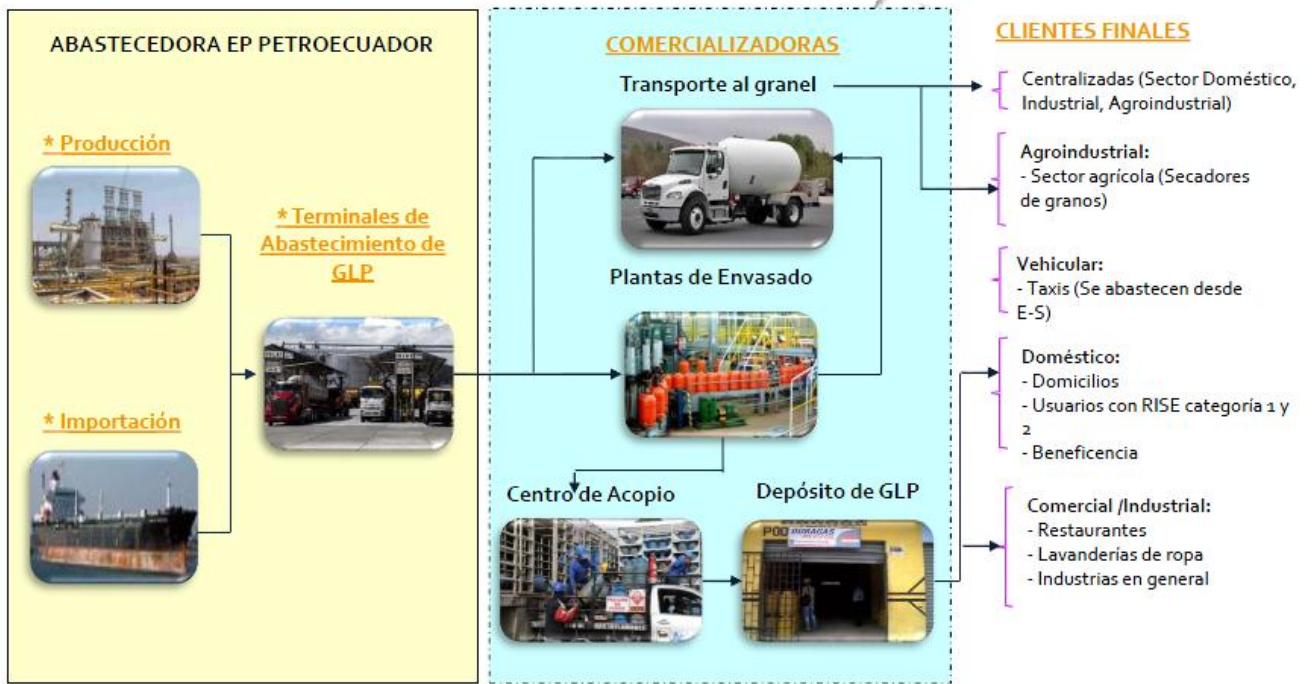 ABASTECEDORA EP PETROECUADOR
* Producción
* Importación
* Terminales de
Abastecimiento de
GLP
COMERCIALIZADORAS
Transporte al granel
Plantas de Envasado
Centro de Acopio
Depósito de GLP
DURAGAS
CLIENTES FINALES
Centralizadas (Sector Doméstico,
Industrial, Agroindustrial)
Agroindustrial:
- Sector agrícola (Secadores
de granos)
Vehicular:
- Taxis (Se abastecen desde
E-S)
Doméstico:
- Domicilios
- Usuarios con RISE categoría 1 y
2
- Beneficencia
Comercial /Industrial:
- Restaurantes
- Lavanderías de ropa
- Industrias en general